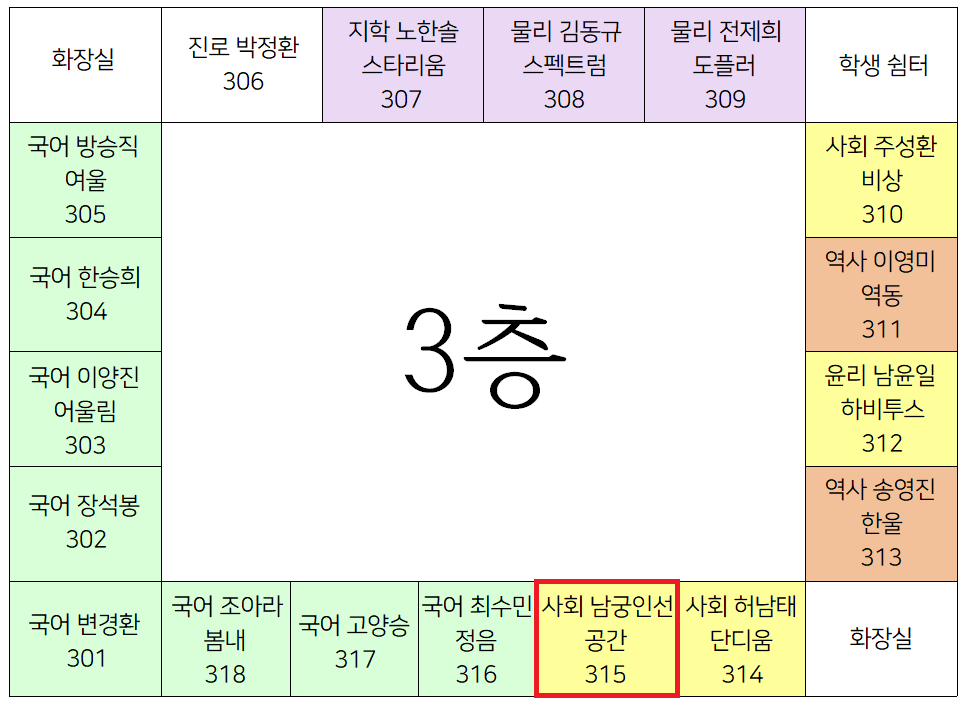 화장실
진로 박정환
306
지학 노한솔
스타리움
307
물리 김동규
스펙트럼
308
물리 전제희
도플러
309
학생 쉼터
국어 방승직
여울
305
사회 주성환
비상
310
국어 한승희
304
3층
역사 이영미
역동
311
국어 이양진
어울림
303
윤리 남윤일
하비투스
312
국어 장석봉
302
역사 송영진
한울
313
국어 변경환
301
국어 조아라
봄내
318
국어 고양승
317
국어 최수민
정음
316
사회 남궁인선
공간
315
사회 허남태
단디움
314
화장실